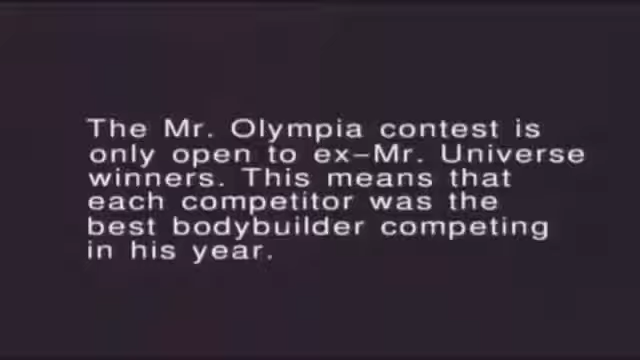 The Mr. Olympia contest is
only open to ex-Mr. Universe
winners. This means that
each competitor was the
best bodybuilder competing
in his year.